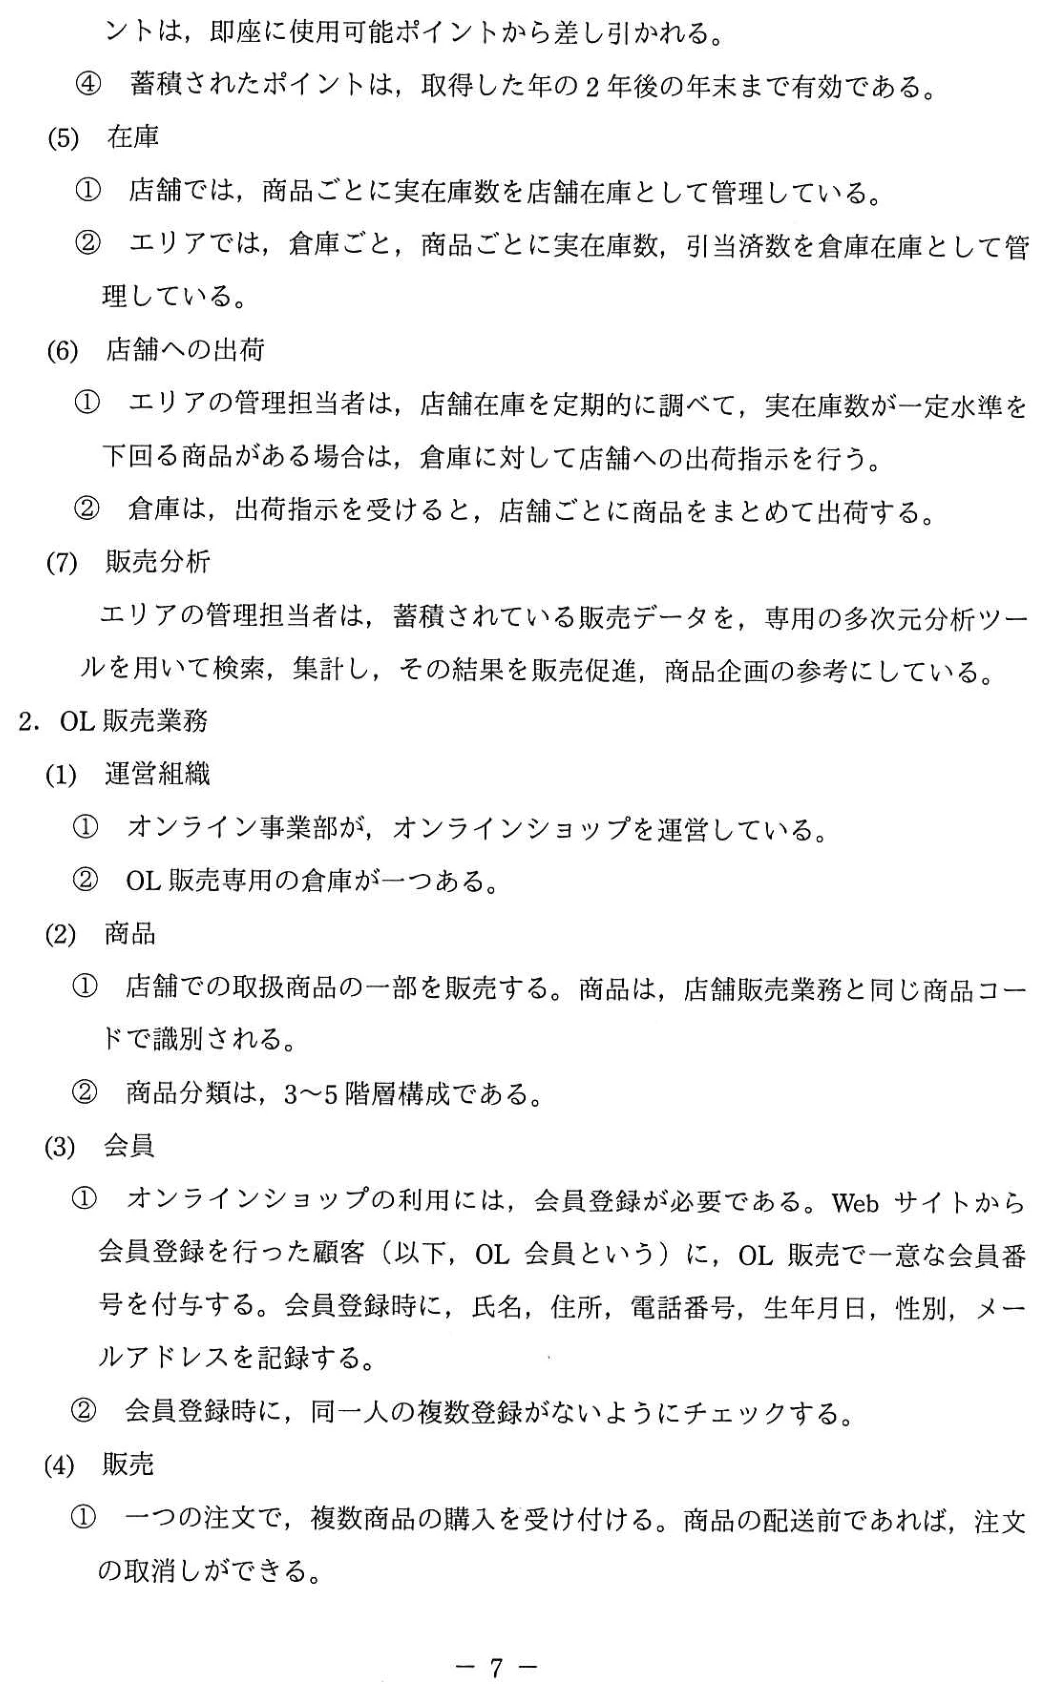 ントは，即座に使用可能ポイントから差し引かれる。
④　蓄積されたポイントは，取得した年の 2 年後の年末まで有効である。
(5)　在庫
①　店舗では，商品ごとに実在庫数を店舗在庫として管理している。
②　エリアでは，倉庫ごと，商品ごとに実在庫数，引当済数を倉庫在庫として管
理している。
(6)　店舗への出荷
①　エリアの管理担当者は，店舗在庫を定期的に調べて，実在庫数が一定水準を
下回る商品がある場合は，倉庫に対して店舗への出荷指示を行う。
②　倉庫は，出荷指示を受けると，店舗ごとに商品をまとめて出荷する。
(7)　販売分析
エリアの管理担当者は，蓄積されている販売データを，専用の多次元分析ツー
ルを用いて検索，集計し，その結果を販売促進，商品企画の参考にしている。
2．OL 販売業務
(1)　運営組織
①　オンライン事業部が，オンラインショップを運営している。
②　OL 販売専用の倉庫が一つある。
(2)　商品
①　店舗での取扱商品の一部を販売する。商品は，店舗販売業務と同じ商品コー
ドで識別される。
②　商品分類は，3～5 階層構成である。
(3)　会員
①　オンラインショップの利用には，会員登録が必要である。Web サイトから
会員登録を行った顧客（以下，OL 会員という）に，OL 販売で一意な会員番
号を付与する。会員登録時に，氏名，住所，電話番号，生年月日，性別，メー
ルアドレスを記録する。
②　会員登録時に，同一人の複数登録がないようにチェックする。
(4)　販売
①　一つの注文で，複数商品の購入を受け付ける。商品の配送前であれば，注文
の取消しができる。
－ 7 －